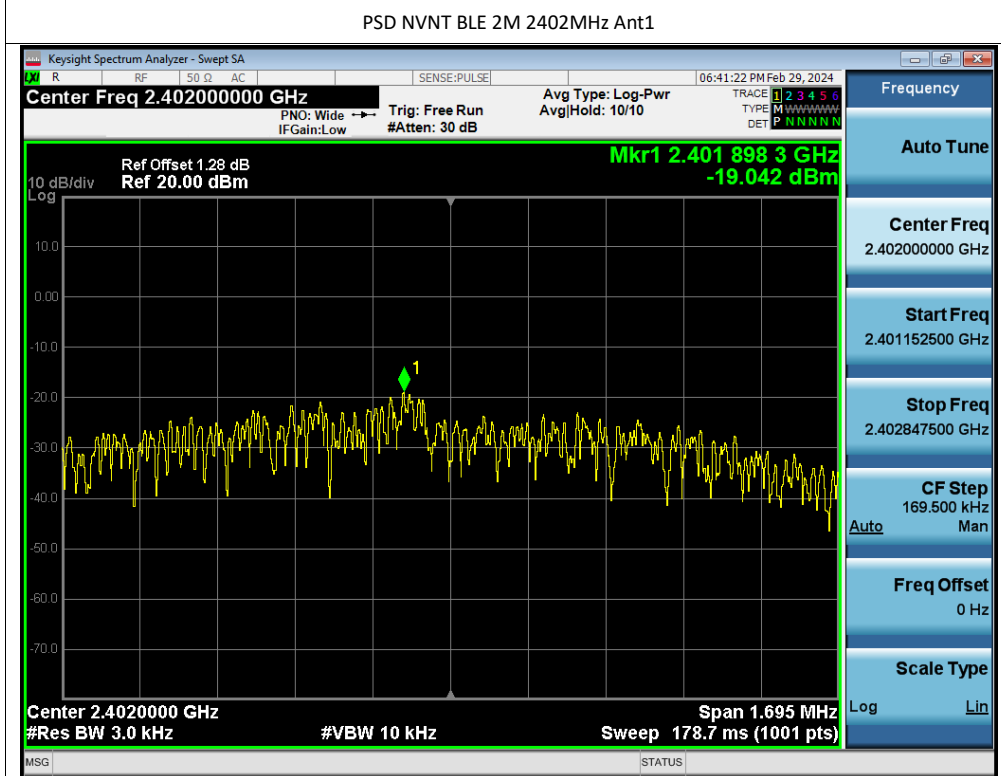 PSD NVNT BLE 2M 2402MHz Ant1
Keysight Spectrum Analyzer - Swept SA
LXI R RF 50 Ω AC SENSE:PULSE 06:41:22 PM Feb 29, 2024
Center Freq 2.402000000 GHz
PNO: Wide
IFGain:Low
Trig: Free Run
#Atten: 30 dB
Avg Type: Log-Pwr
Avg|Hold: 10/10
TRACE 1 2 3 4 5 6
TYPE M W W W W W
DET P N N N N N
Mkr1 2.401 898 3 GHz
-19.042 dBm
Ref Offset 1.28 dB
10 dB/div Ref 20.00 dBm
Log
10.0
0.00
-10.0
1
-20.0
-30.0
-40.0
-50.0
-60.0
-70.0
Center 2.4020000 GHz Span 1.695 MHz
#Res BW 3.0 kHz #VBW 10 kHz Sweep 178.7 ms (1001 pts)
MSG STATUS
Frequency
Auto Tune
Center Freq
2.402000000 GHz
Start Freq
2.401152500 GHz
Stop Freq
2.402847500 GHz
CF Step
169.500 kHz
Auto Man
Freq Offset
0 Hz
Scale Type
Log Lin